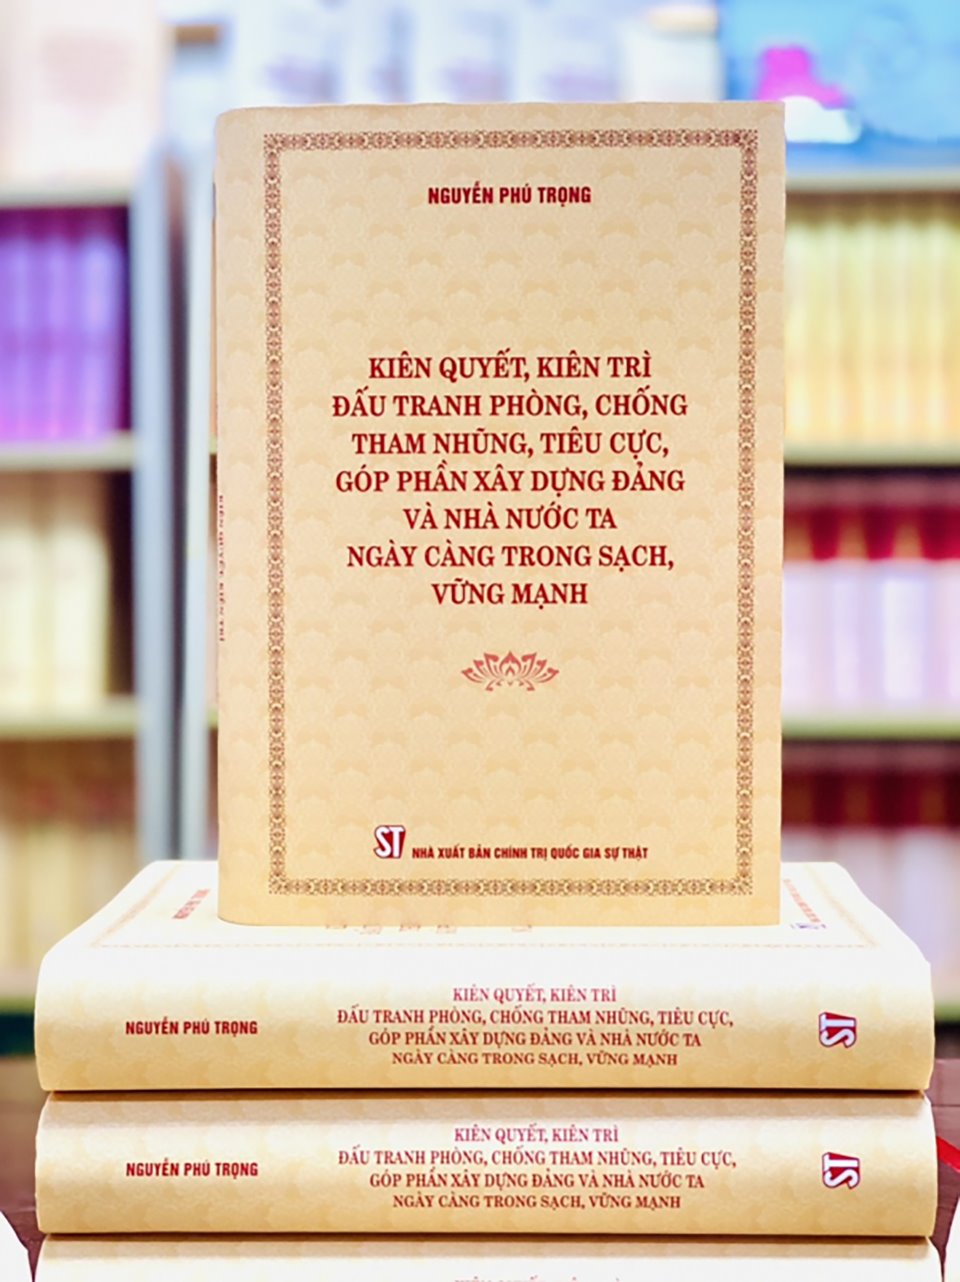 NGUYỄN PHÚ TRỌNG
KIÊN QUYẾT, KIÊN TRÌ
ĐẤU TRANH PHÒNG, CHỐNG
THAM NHŨNG, TIÊU CỰC,
GÓP PHẦN XÂY DỰNG ĐẢNG
VÀ NHÀ NƯỚC TA
NGÀY CÀNG TRONG SẠCH,
VỮNG MẠNH
ST NHÀ XUẤT BẢN CHÍNH TRỊ QUỐC GIA SỰ THẬT
NGUYỄN PHÚ TRỌNG
KIÊN QUYẾT, KIÊN TRÌ
ĐẤU TRANH PHÒNG, CHỐNG THAM NHŨNG, TIÊU CỰC,
GÓP PHẦN XÂY DỰNG ĐẢNG VÀ NHÀ NƯỚC TA
NGÀY CÀNG TRONG SẠCH, VỮNG MẠNH
ST
NGUYỄN PHÚ TRỌNG
KIÊN QUYẾT, KIÊN TRÌ
ĐẤU TRANH PHÒNG, CHỐNG THAM NHŨNG, TIÊU CỰC,
GÓP PHẦN XÂY DỰNG ĐẢNG VÀ NHÀ NƯỚC TA
NGÀY CÀNG TRONG SẠCH, VỮNG MẠNH
ST